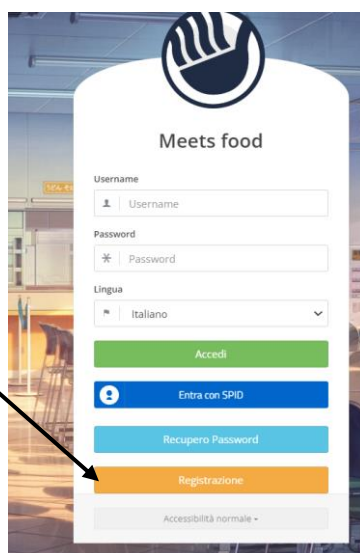 Meets food
Username
Username
Password
Password
Lingua
Italiano
Accedi
Entra con SPID
Recupero Password
Registrazione
Accessibilità normale